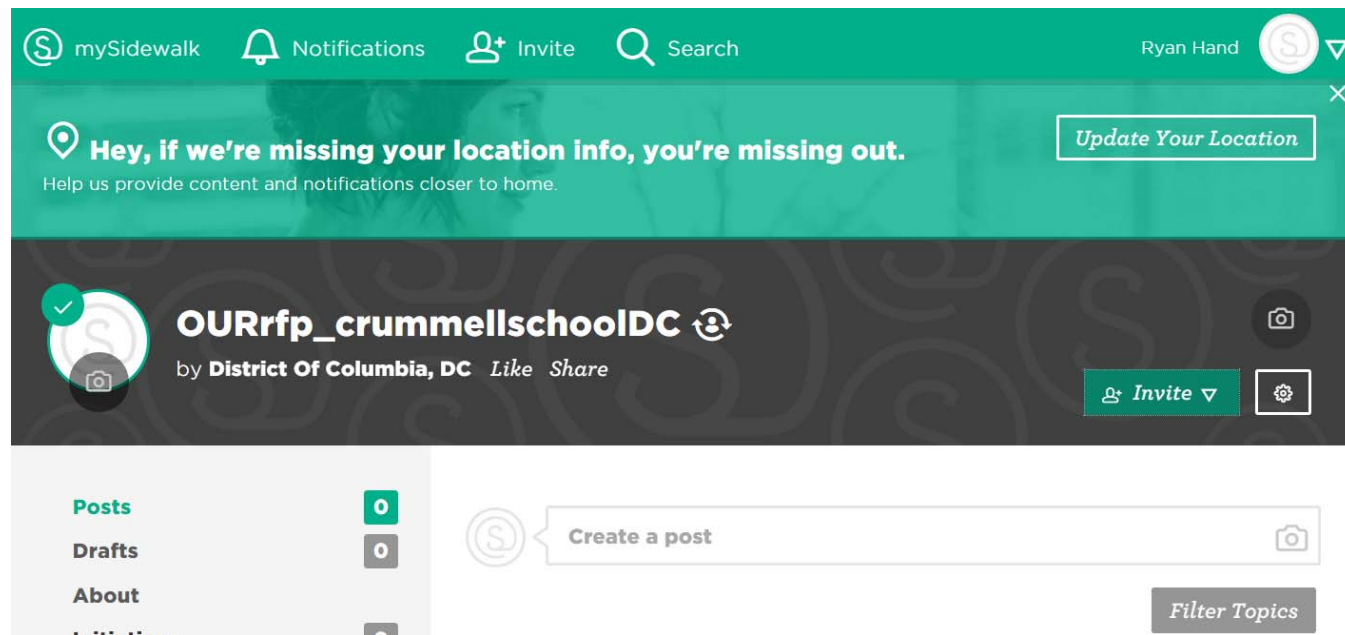 mySidewalk Notifications Invite Search Ryan Hand
Hey, if we're missing your location info, you're missing out.
Update Your Location
Help us provide content and notifications closer to home.
OURrfp_crummellschoolDC
by District Of Columbia, DC Like Share
Invite
Posts 0
Drafts 0
Create a post
About
Filter Topics